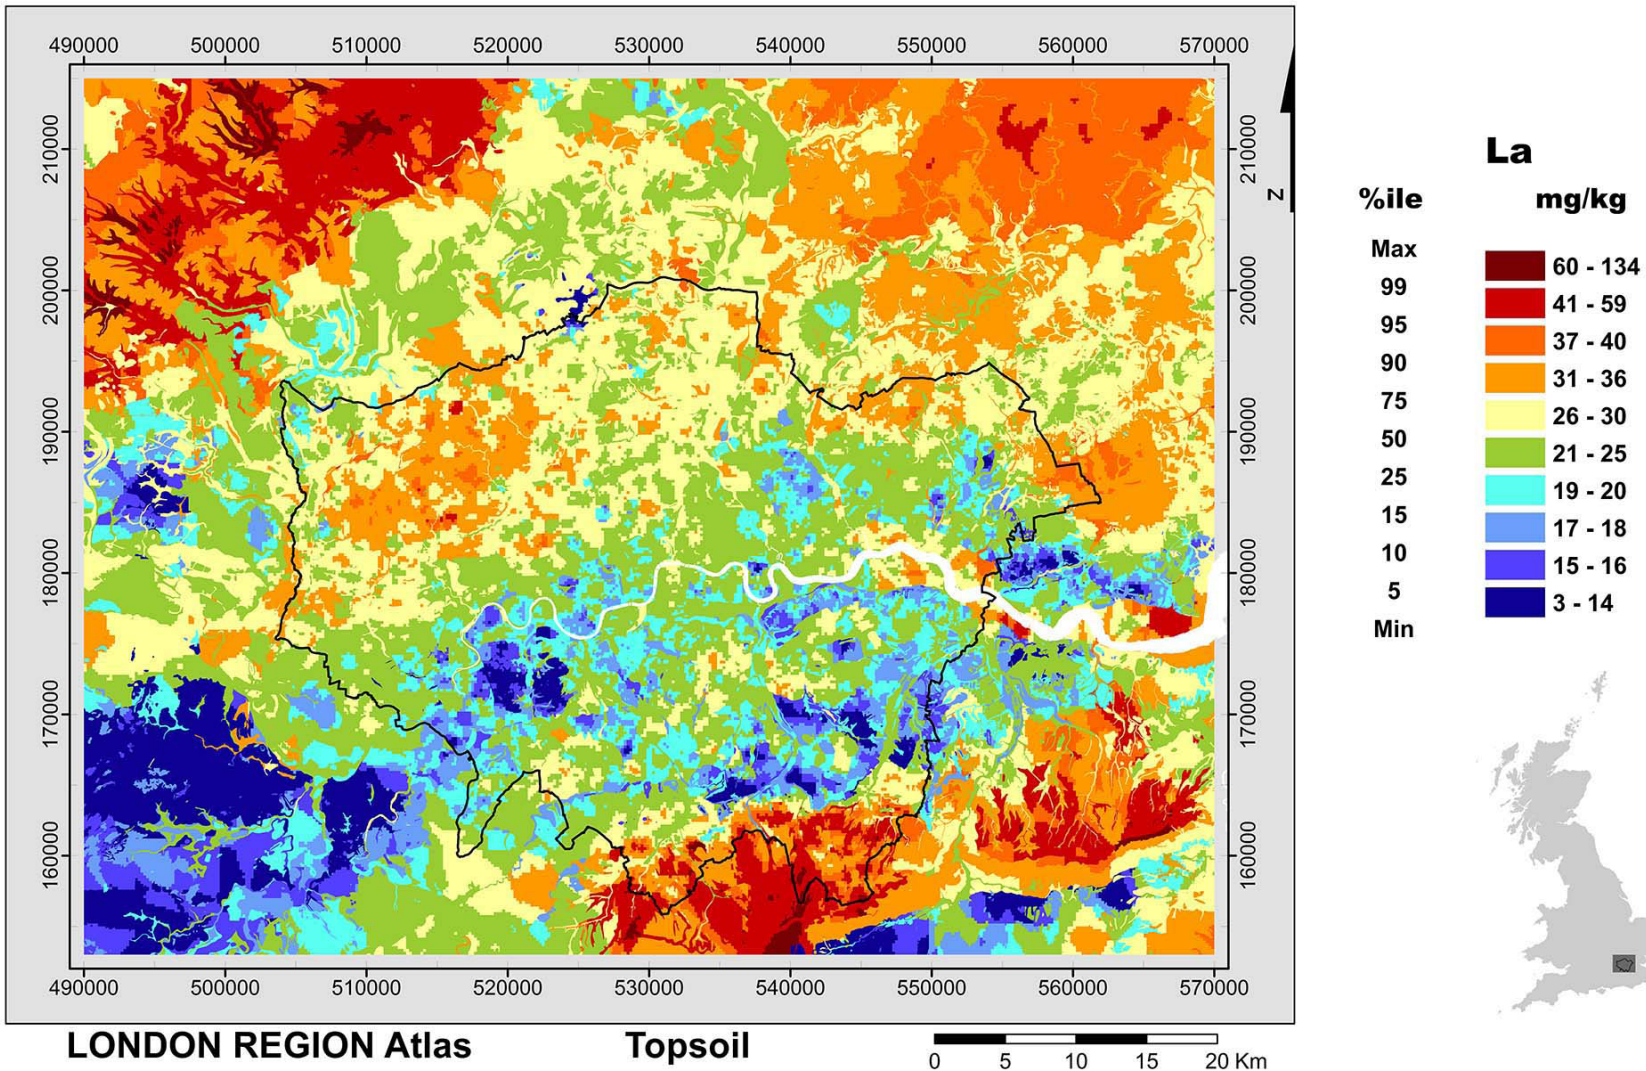 490000 500000 510000 520000 530000 540000 550000 560000 570000
210000 200000 190000 180000 170000 160000
210000 200000 190000 180000 170000 160000
N
490000 500000 510000 520000 530000 540000 550000 560000 570000
LONDON REGION Atlas Topsoil
0 5 10 15 20 Km
La
%ile mg/kg
Max
60 - 134
99
41 - 59
95
37 - 40
90
31 - 36
75
26 - 30
50
21 - 25
25
19 - 20
15
17 - 18
10
15 - 16
5
3 - 14
Min